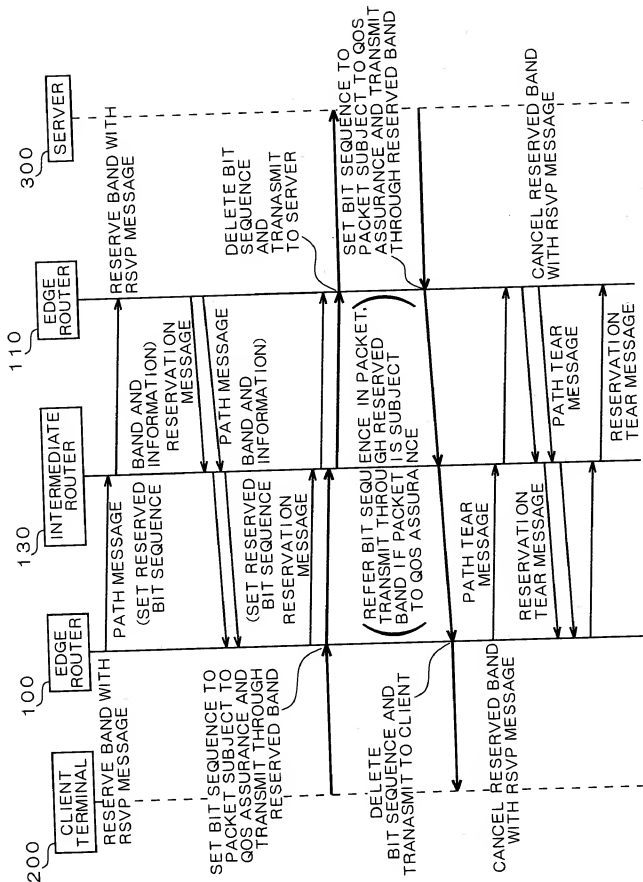 200
CLIENT
TERMINAL
100
EDGE
ROUTER
130
INTERMEDIATE
ROUTER
110
EDGE
ROUTER
300
SERVER
RESERVE BAND WITH
RSVP MESSAGE
PATH MESSAGE
(SET RESERVED
BIT SEQUENCE
BAND AND
INFORMATION)
RESERVATION
MESSAGE
RESERVE BAND WITH
RSVP MESSAGE
PATH MESSAGE
(SET RESERVED
BIT SEQUENCE
BAND AND
INFORMATION)
RESERVATION
MESSAGE
SET BIT SEQUENCE TO
PACKET SUBJECT TO
QOS ASSURANCE AND
TRANSMIT THROUGH
RESERVED BAND
DELETE BIT
SEQUENCE
AND
TRANASMIT
TO SERVER
(REFER BIT SEQUENCE IN PACKET,
TRANSMIT THROUGH RESERVED
BAND IF PACKET IS SUBJECT
TO QOS ASSURANCE)
SET BIT SEQUENCE TO
PACKET SUBJECT TO QOS
ASSURANCE AND TRANSMIT
THROUGH RESERVED BAND
DELETE
BIT SEQUENCE AND
TRANASMIT TO CLIENT
CANCEL RESERVED BAND
WITH RSVP MESSAGE
PATH TEAR
MESSAGE
RESERVATION
TEAR MESSAGE
CANCEL RESERVED BAND
WITH RSVP MESSAGE
PATH TEAR
MESSAGE
RESERVATION
TEAR MESSAGE